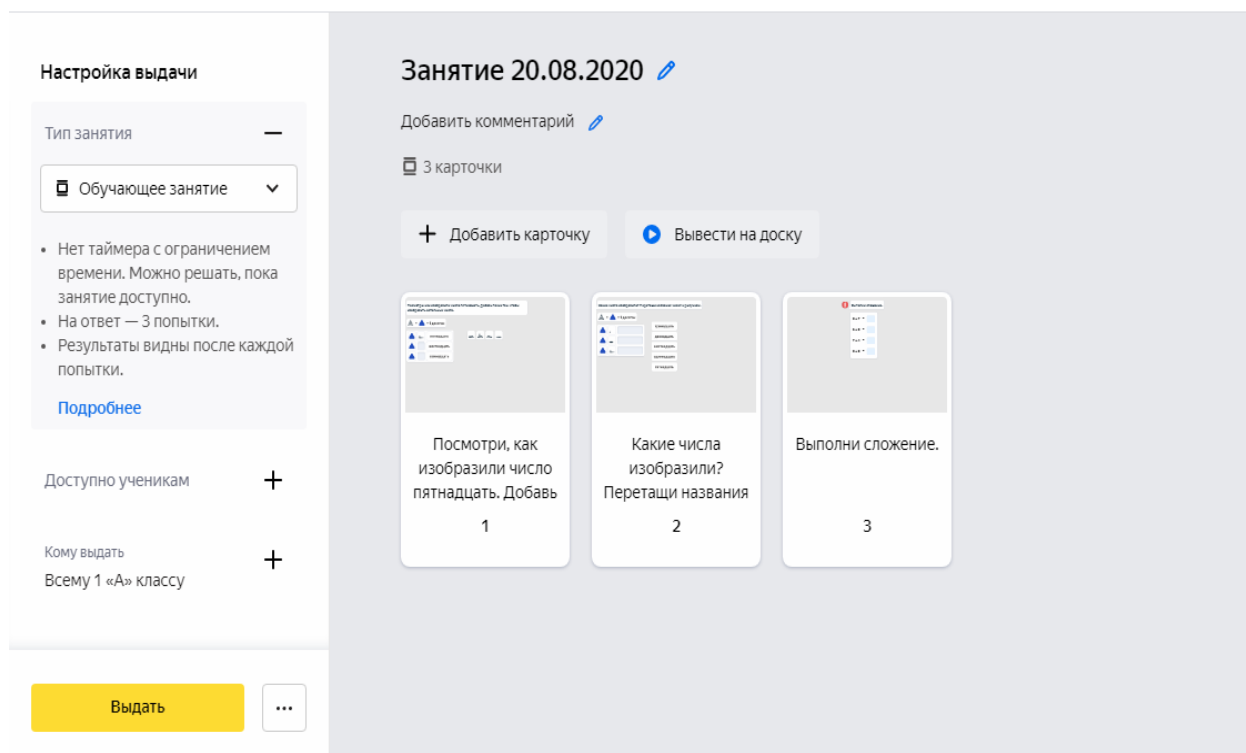 Настройка выдачи
Тип занятия
Обучающее занятие
• Нет таймера с ограничением
времени. Можно решать, пока
занятие доступно.
• На ответ — 3 попытки.
• Результаты видны после каждой
попытки.
Подробнее
Доступно ученикам
Кому выдать
Всему 1 «А» классу
Выдать
Занятие 20.08.2020
Добавить комментарий
3 карточки
Добавить карточку
Вывести на доску
Посмотри, как
изобразили число
пятнадцать. Добавь
1
Какие числа
изобразили?
Перетащи названия
2
Выполни сложение.
3